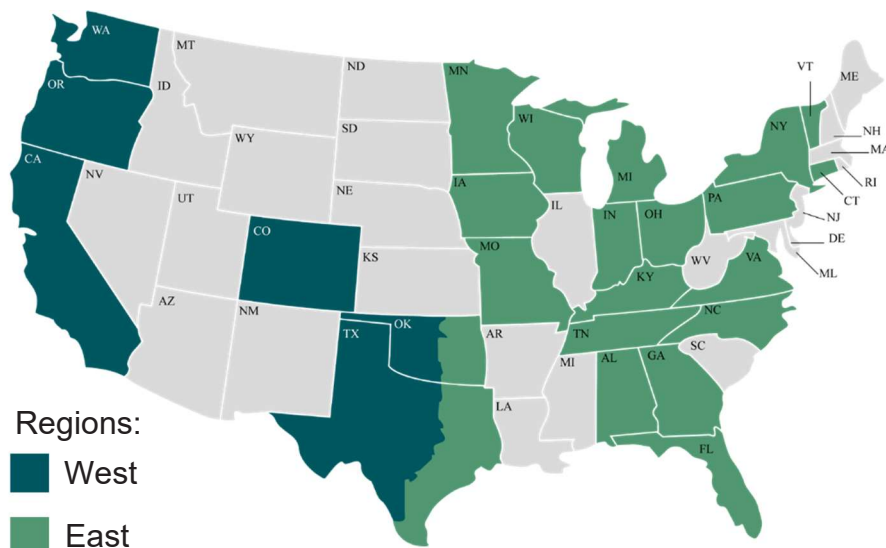 WA
MT
ND
MN
VT
ME
OR
ID
WI
NY
NH
SD
WY
MA
CA
MI
RI
NV
IA
CT
UT
NE
IL
IN
OH
PA
NJ
CO
MO
DE
KS
WV
VA
ML
KY
AZ
NM
NC
TX
OK
AR
TN
SC
MI
AL
GA
LA
Regions:
FL
West
East